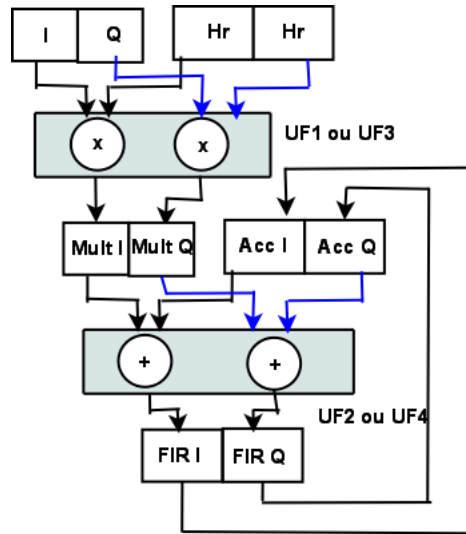 I Q Hr Hr
x x
UF1 ou UF3
Mult I Mult Q Acc I Acc Q
+ +
UF2 ou UF4
FIR I FIR Q